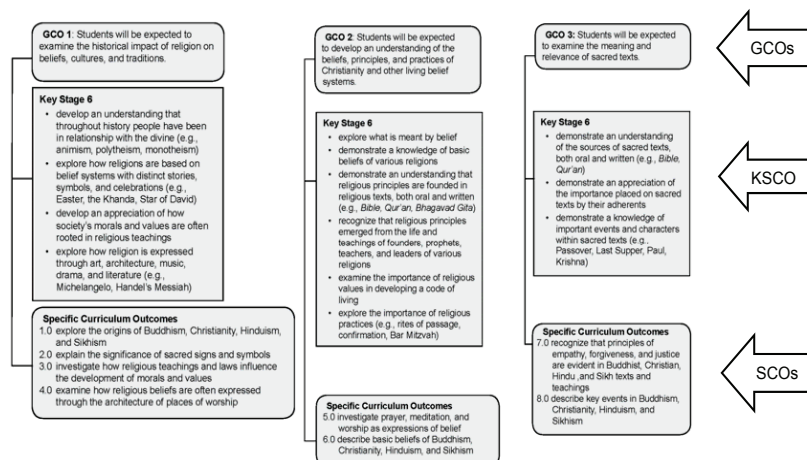 GCO 1: Students will be expected to
examine the historical impact of religion on
beliefs, cultures, and traditions.
Key Stage 6
• develop an understanding that
throughout history people have been
in relationship with the divine (e.g.,
animism, polytheism, monotheism)
• explore how religions are based on
belief systems with distinct stories,
symbols, and celebrations (e.g.,
Easter, the Khanda, Star of David)
• develop an appreciation of how
society's morals and values are often
rooted in religious teachings
• explore how religion is expressed
through art, architecture, music,
drama, and literature (e.g.,
Michelangelo, Handel's Messiah)
Specific Curriculum Outcomes
1.0 explore the origins of Buddhism, Christianity, Hinduism,
and Sikhism
2.0 explain the significance of sacred signs and symbols
3.0 investigate how religious teachings and laws influence
the development of morals and values
4.0 examine how religious beliefs are often expressed
through the architecture of places of worship
GCO 2: Students will be expected
to develop an understanding of the
beliefs, principles, and practices of
Christianity and other living belief
systems.
Key Stage 6
• explore what is meant by belief
• demonstrate a knowledge of basic
beliefs of various religions
• demonstrate an understanding that
religious principles are founded in
religious texts, both oral and written
(e.g., Bible, Qur'an, Bhagavad Gita)
• recognize that religious principles
emerged from the life and
teachings of founders, prophets,
teachers, and leaders of various
religions
• examine the importance of religious
values in developing a code of
living
• explore the importance of religious
practices (e.g., rites of passage,
confirmation, Bar Mitzvah)
Specific Curriculum Outcomes
5.0 investigate prayer, meditation, and
worship as expressions of belief
6.0 describe basic beliefs of Buddhism,
Christianity, Hinduism, and Sikhism
GCO 3: Students will be expected
to examine the meaning and
relevance of sacred texts.
Key Stage 6
• demonstrate an understanding
of the sources of sacred texts,
both oral and written (e.g., Bible,
Qur'an)
• demonstrate an appreciation of
the importance placed on sacred
texts by their adherents
• demonstrate a knowledge of
important events and characters
within sacred texts (e.g.,
Passover, Last Supper, Paul,
Krishna)
Specific Curriculum Outcomes
7.0 recognize that principles of
empathy, forgiveness, and justice
are evident in Buddhist, Christian,
Hindu ,and Sikh texts and
teachings
8.0 describe key events in Buddhism,
Christianity, Hinduism, and
Sikhism
GCOs
KSCO
SCOs